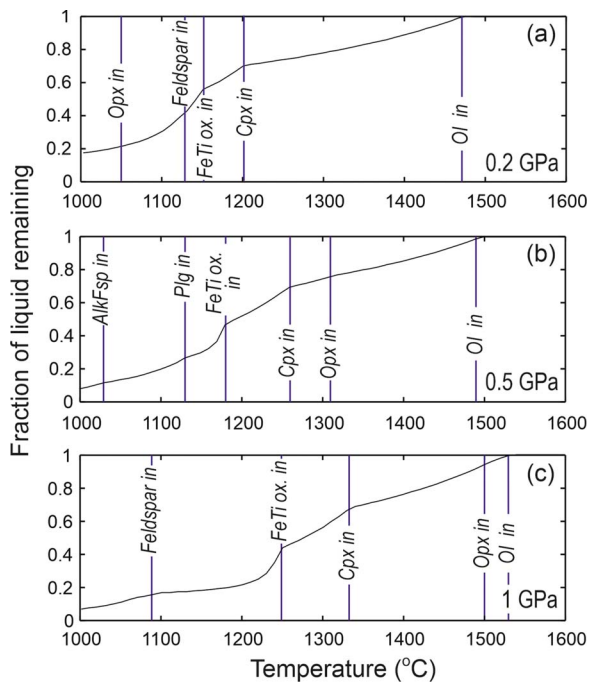 Fraction of liquid remaining
1
0.8
0.6
0.4
0.2
0
Opx in
Feldspar in
FeTi ox. in
Cpx in
Ol in
(a)
0.2 GPa
1000 1100 1200 1300 1400 1500 1600
1
0.8
0.6
0.4
0.2
0
AlkFsp in
Plg in
FeTi ox.
in
Cpx in
Opx in
Ol in
(b)
0.5 GPa
1000 1100 1200 1300 1400 1500 1600
1
0.8
0.6
0.4
0.2
0
Feldspar in
FeTi ox. in
Cpx in
Opx in
Ol in
(c)
1 GPa
1000 1100 1200 1300 1400 1500 1600
Temperature (°C)